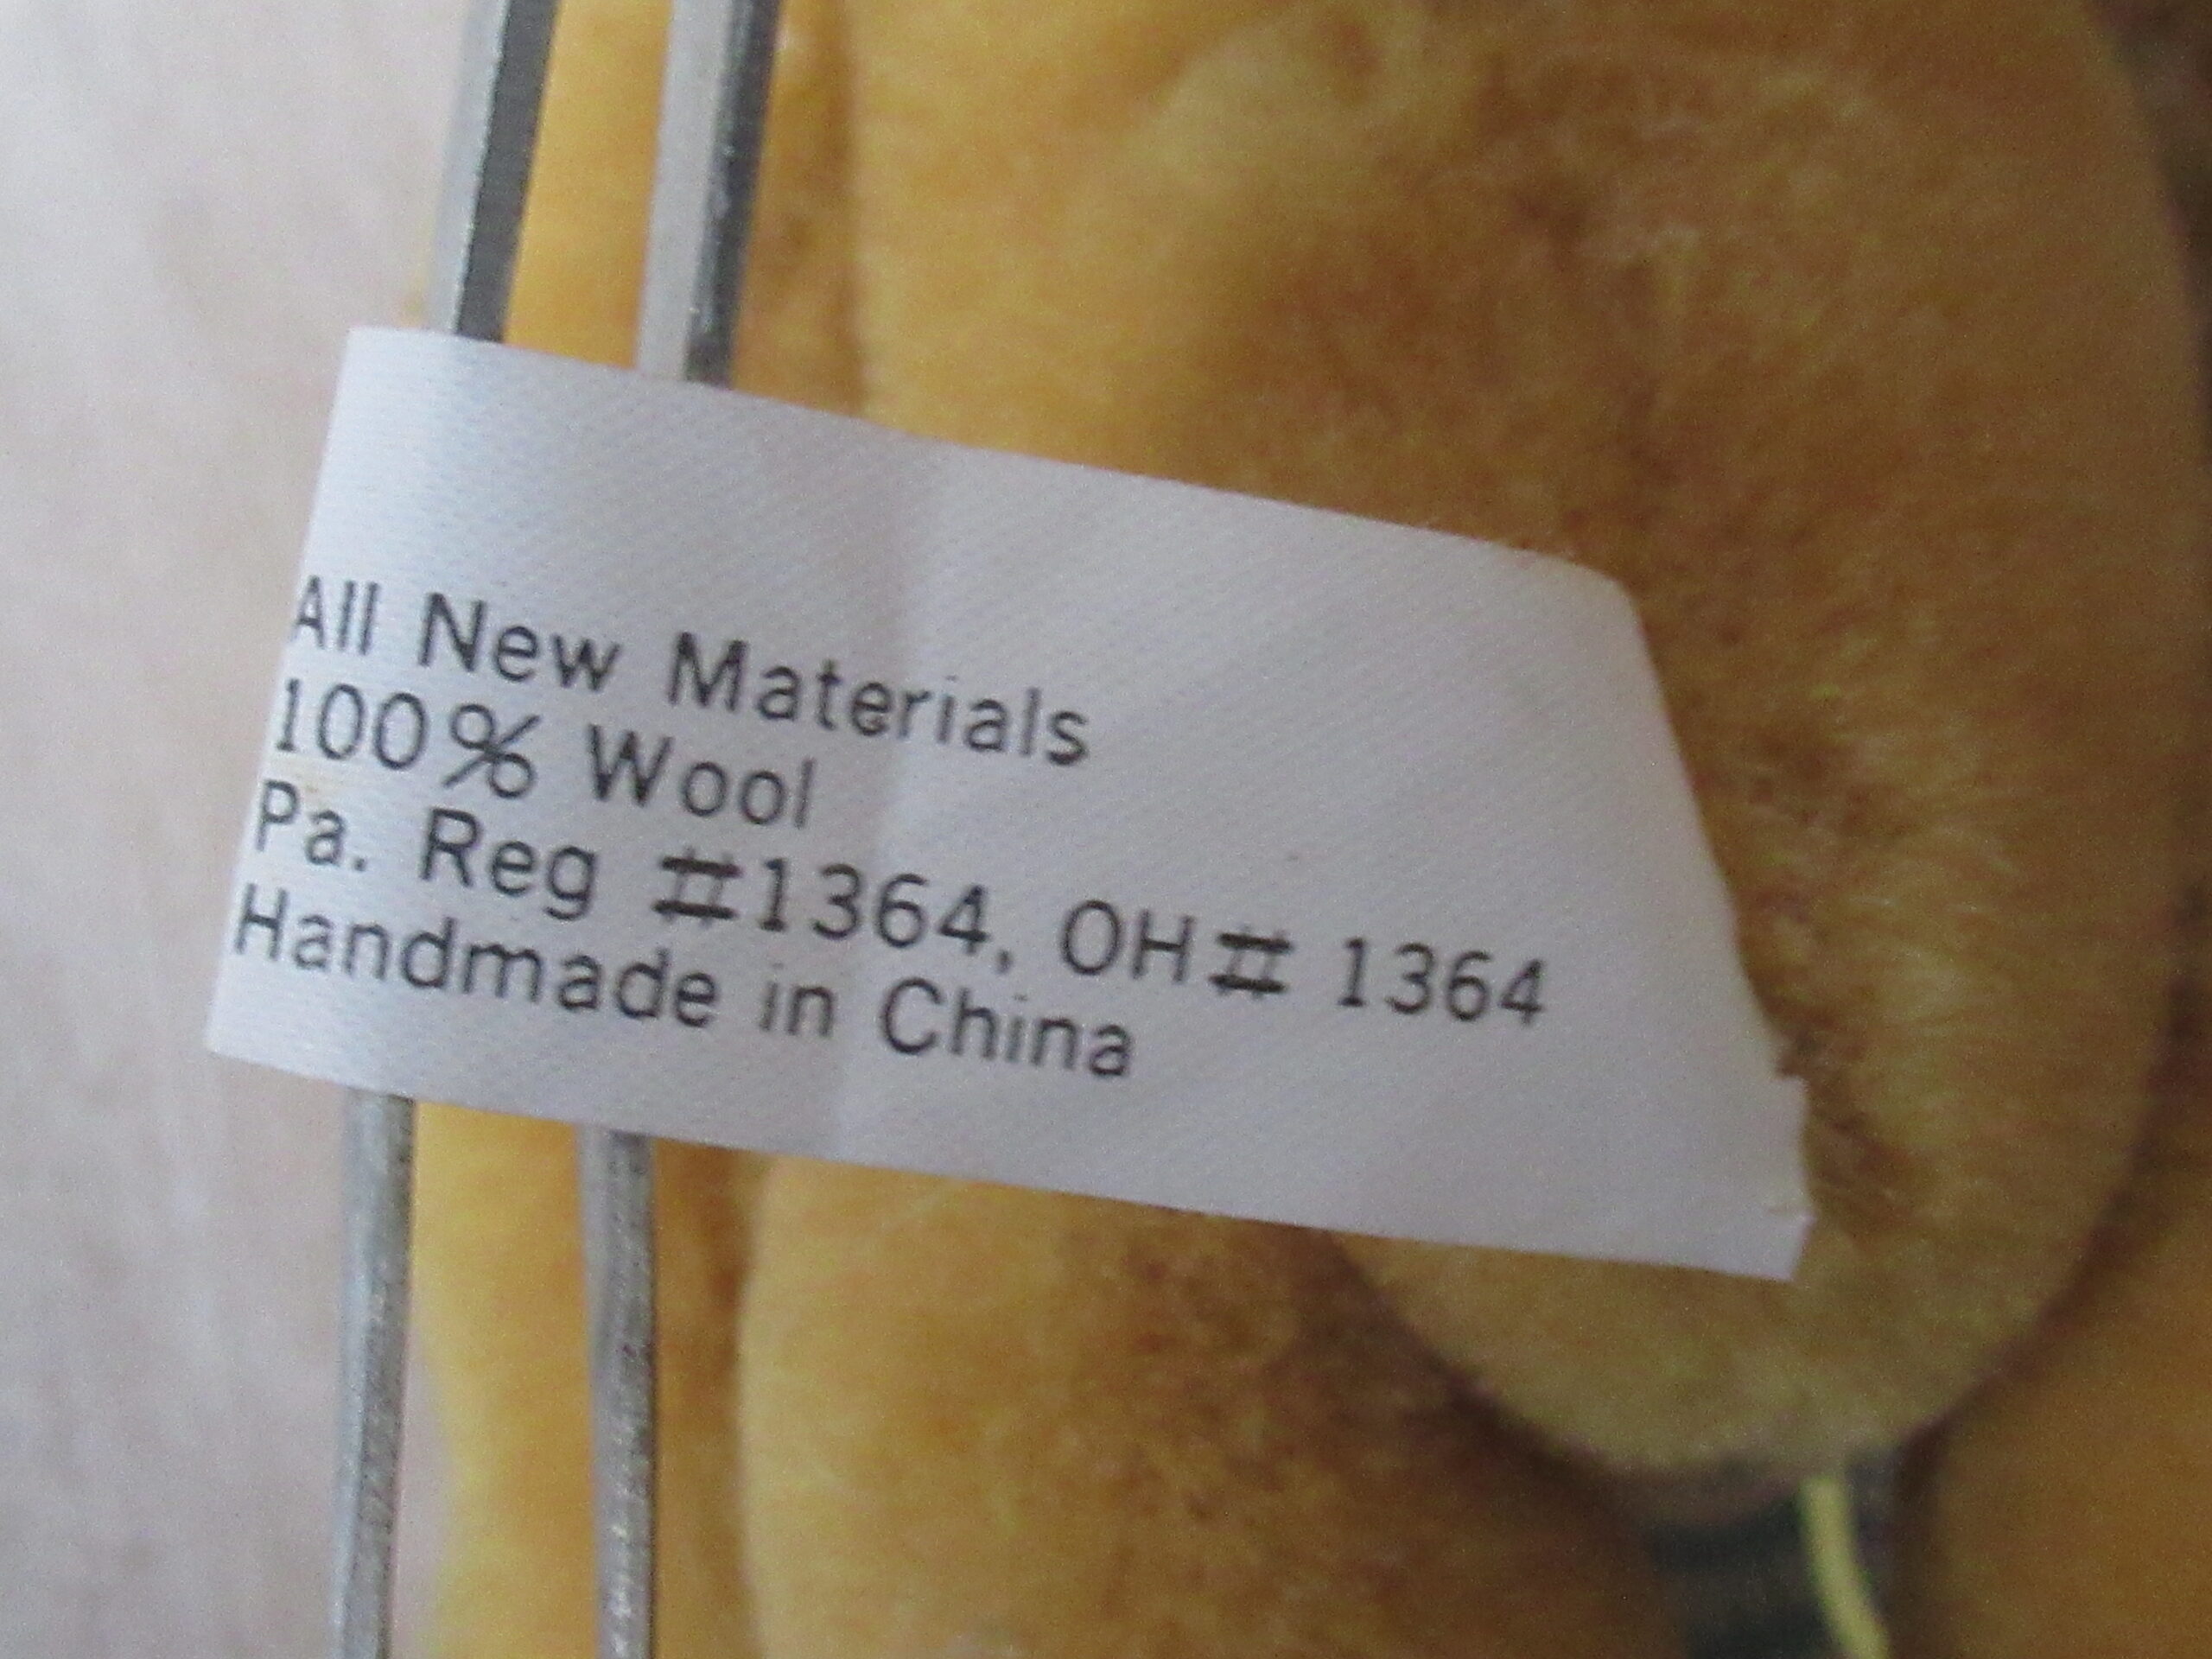 All New Materials
100% Wool
Pa. Reg #1364, OH# 1364
Handmade in China